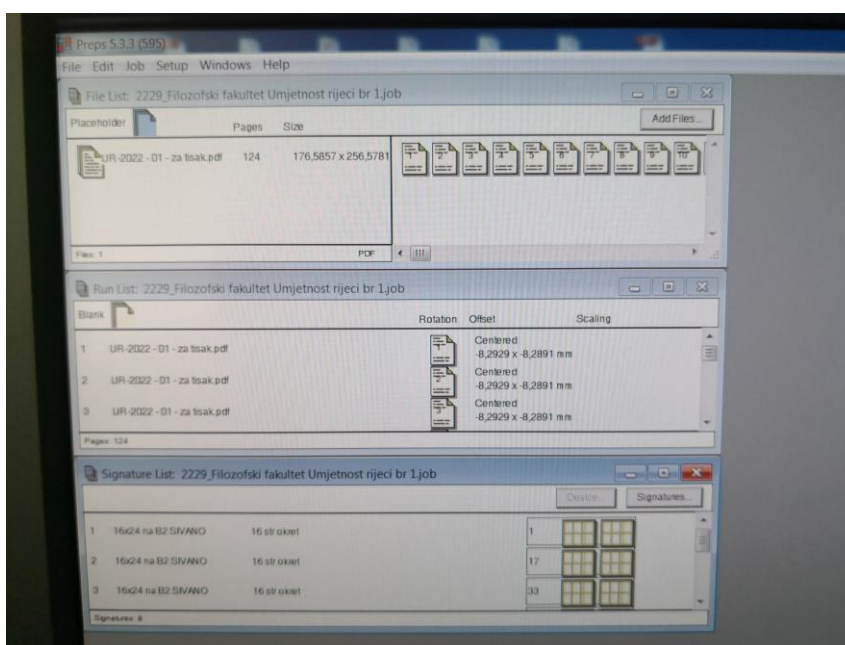 Preps 5.3.3 (595)
File Edit Job Setup Windows Help
File List: 2229_Filozofski fakultet Umjetnost rijeci br 1.job
Placeholder Pages Size Add Files...
UR-2022 - 01 - za tisak.pdf 124 176,5857 x 256,5781 1 2 3 4 5 6 7 8 9 10
Files: 1 PDF
Run List: 2229_Filozofski fakultet Umjetnost rijeci br 1.job
Blank Rotation Offset Scaling
Centered
1 UR-2022 - 01 - za tisak.pdf 1 -8,2929 x -8,2891 mm
Centered
2 UR-2022 - 01 - za tisak.pdf 2 -8,2929 x -8,2891 mm
Centered
3 UR-2022 - 01 - za tisak.pdf 3 -8,2929 x -8,2891 mm
Pages: 124
Signature List: 2229_Filozofski fakultet Umjetnost rijeci br 1.job
Device... Signatures...
1 16x24 na B2 SIVANO 16 str okret 1
2 16x24 na B2 SIVANO 16 str okret 17
3 16x24 na B2 SIVANO 16 str okret 33
Signatures: 8